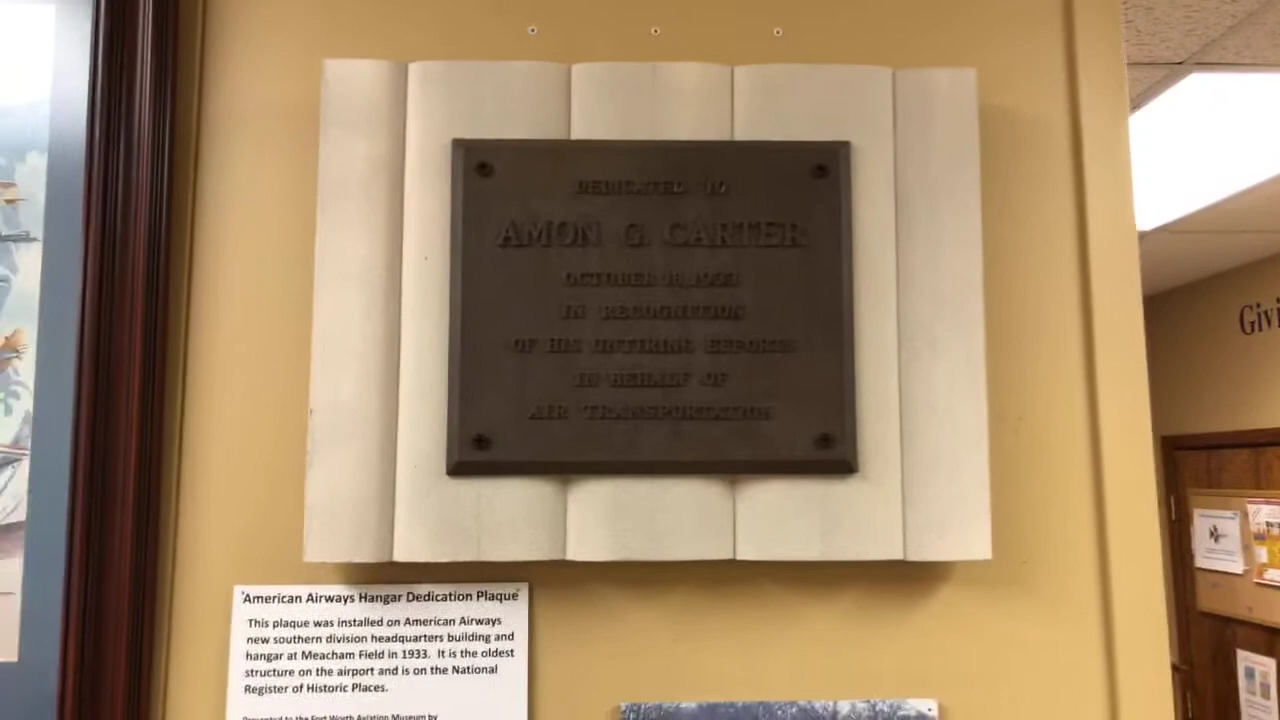 DEDICATED TO
AMON G. CARTER
OCTOBER 18, 1933
IN RECOGNITION
OF HIS UNTIRING EFFORTS
IN BEHALF OF
AIR TRANSPORTATION
Givi
American Airways Hangar Dedication Plaque
This plaque was installed on American Airways
new southern division headquarters building and
hangar at Meacham Field in 1933. It is the oldest
structure on the airport and is on the National
Register of Historic Places.
Presented to the Fort Worth Aviation Museum by